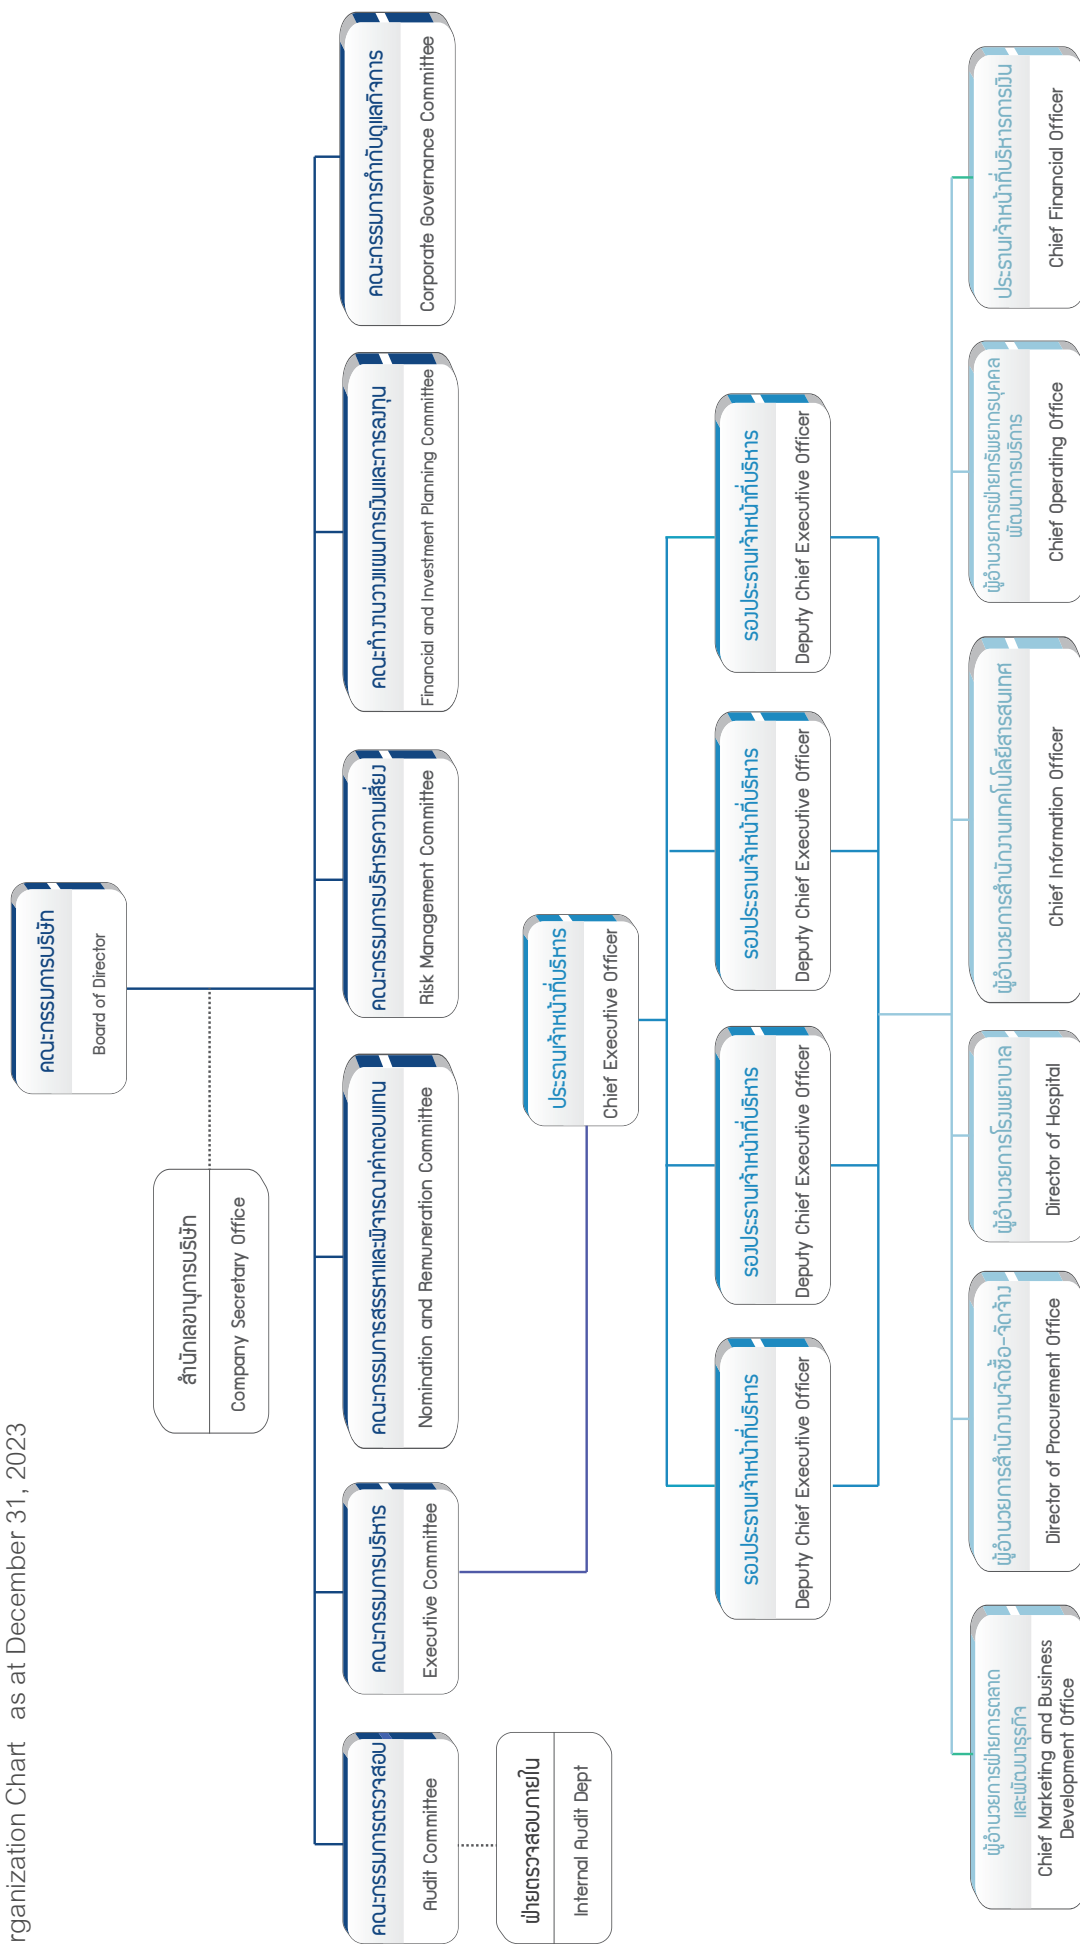 rganization Chart as at December 31, 2023
คณะกรรมการบริษัท
Board of Director
สำนักเลขานุการบริษัท
Company Secretary Office
คณะกรรมการตรวจสอบ
Audit Committee
คณะกรรมการบริหาร
Executive Committee
คณะกรรมการสรรหาและพิจารณาค่าตอบแทน
Nomination and Remuneration Committee
คณะกรรมการบริหารความเสี่ยง
Risk Management Committee
คณะทำงานวางแผนการเงินและการลงทุน
Financial and Investment Planning Committee
คณะกรรมการกำกับดูแลกิจการ
Corporate Governance Committee
ฝ่ายตรวจสอบภายใน
Internal Audit Dept
ประธานเจ้าหน้าที่บริหาร
Chief Executive Officer
รองประธานเจ้าหน้าที่บริหาร
Deputy Chief Executive Officer
รองประธานเจ้าหน้าที่บริหาร
Deputy Chief Executive Officer
รองประธานเจ้าหน้าที่บริหาร
Deputy Chief Executive Officer
รองประธานเจ้าหน้าที่บริหาร
Deputy Chief Executive Officer
ผู้อำนวยการฝ่ายการตลาด
และพัฒนาธุรกิจ
Chief Marketing and Business
Development Office
ผู้อำนวยการสำนักงานจัดซื้อ-จัดจ้าง
Director of Procurement Office
ผู้อำนวยการโรงพยาบาล
Director of Hospital
ผู้อำนวยการสำนักงานเทคโนโลยีสารสนเทศ
Chief Information Officer
ผู้อำนวยการฝ่ายทรัพยากรบุคคล
พัฒนาการบริการ
Chief Operating Office
ประธานเจ้าหน้าที่บริหารการเงิน
Chief Financial Officer